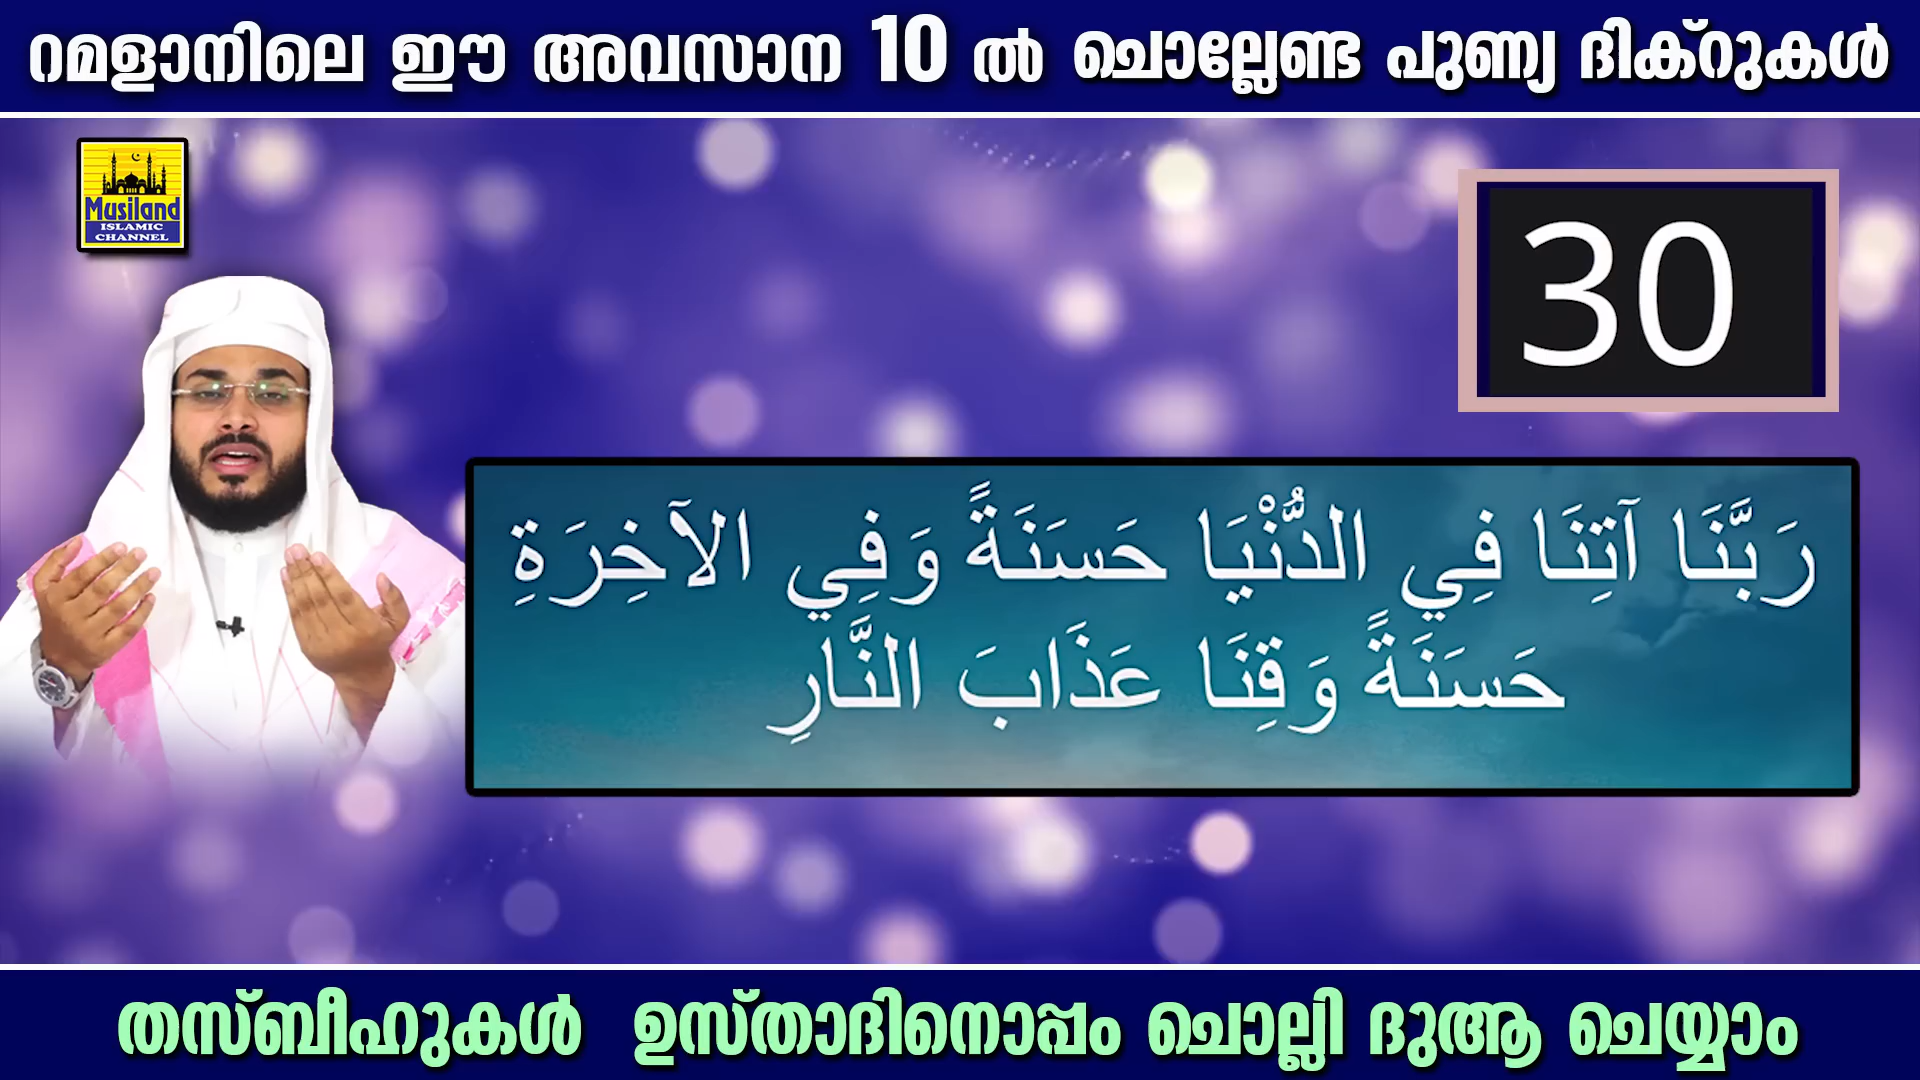 റമളാനിലെ ഈ അവസാന 10 ൽ ചൊല്ലേണ്ട പുണ്യ ദിക്റുകൾ
Musiland
ISLAMIC
CHANNEL
30
رَبَّنَا آتِنَا فِي الدُّنْيَا حَسَنَةً وَفِي الآخِرَةِ
حَسَنَةً وَقِنَا عَذَابَ النَّارِ
തസ്ബീഹുകൾ ഉസ്താദിനൊപ്പം ചൊല്ലി ദുആ ചെയ്യാം